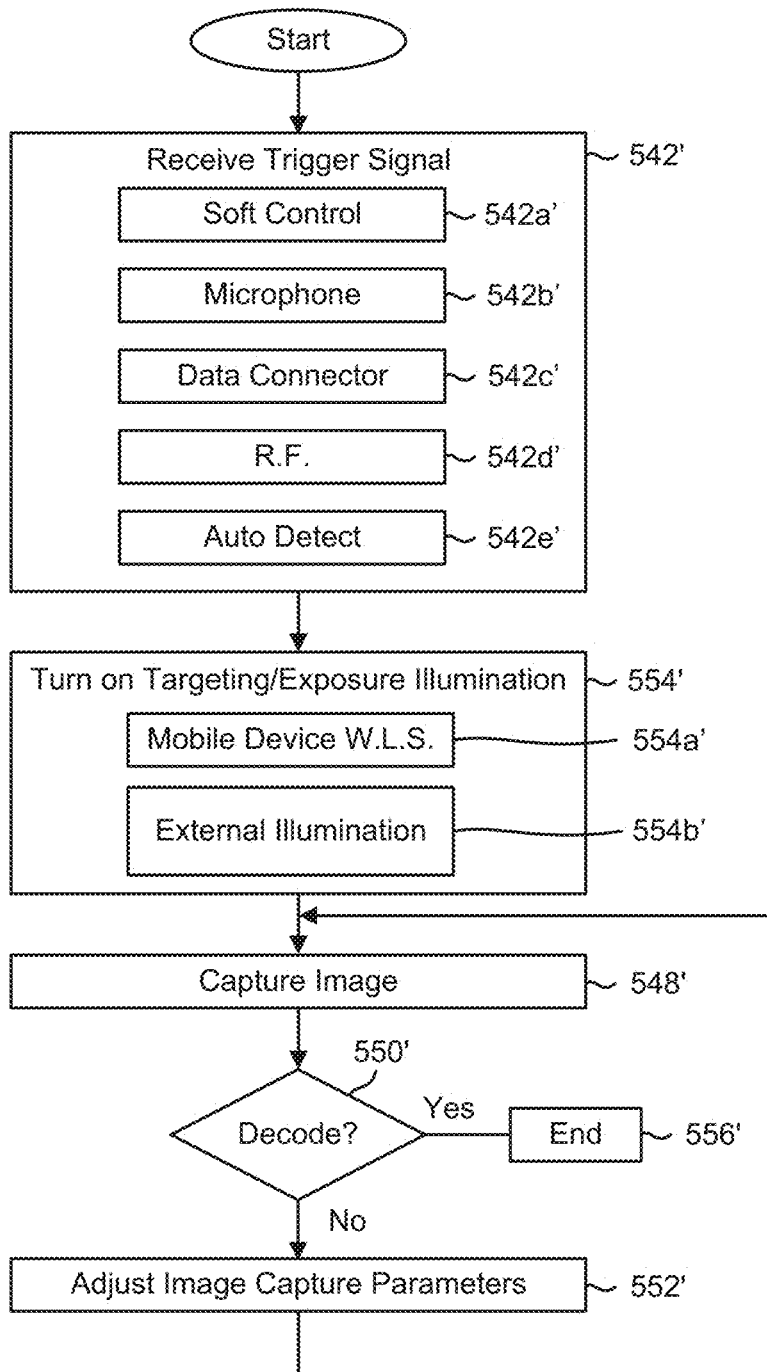 Start
Receive Trigger Signal
542'
Soft Control
542a'
Microphone
542b'
Data Connector
542c'
R.F.
542d'
Auto Detect
542e'
Turn on Targeting/Exposure Illumination
554'
Mobile Device W.L.S.
554a'
External Illumination
554b'
Capture Image
548'
550'
Decode?
Yes
End
556'
No
Adjust Image Capture Parameters
552'